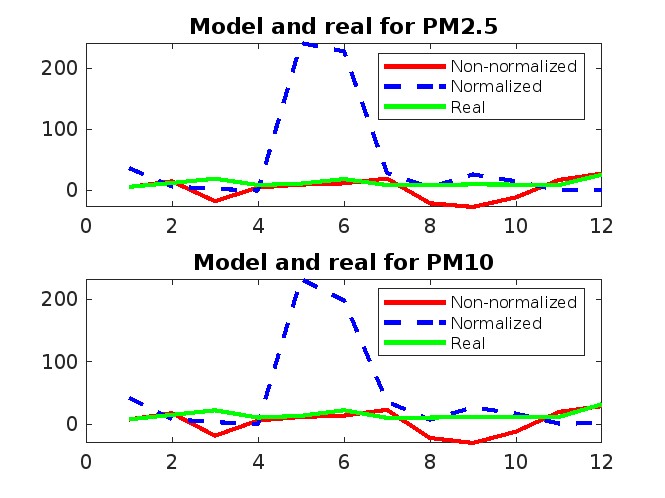 Model and real for PM2.5
200
100
0
Non-normalized
Normalized
Real
0 2 4 6 8 10 12
Model and real for PM10
200
100
0
Non-normalized
Normalized
Real
0 2 4 6 8 10 12